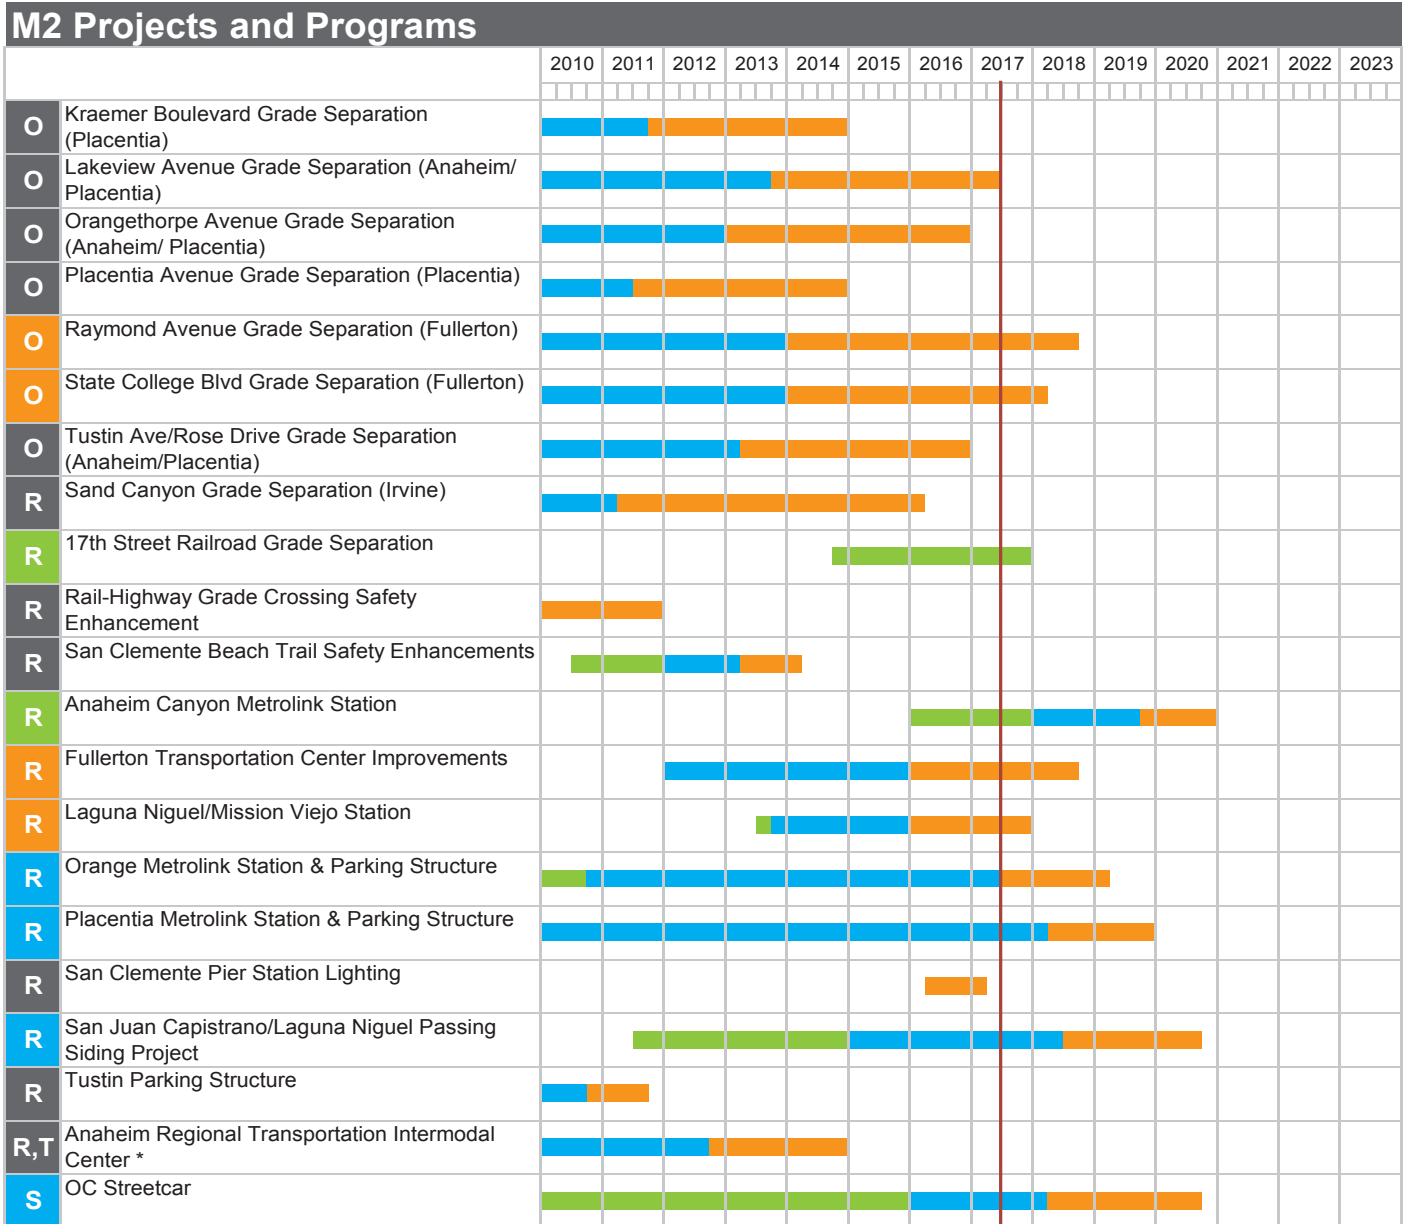 M2 Projects and Programs
2010 2011 2012 2013 2014 2015 2016 2017 2018 2019 2020 2021 2022 2023
O Kraemer Boulevard Grade Separation
(Placentia)
O Lakeview Avenue Grade Separation (Anaheim/
Placentia)
O Orangethorpe Avenue Grade Separation
(Anaheim/ Placentia)
O Placentia Avenue Grade Separation (Placentia)
O Raymond Avenue Grade Separation (Fullerton)
O State College Blvd Grade Separation (Fullerton)
O Tustin Ave/Rose Drive Grade Separation
(Anaheim/Placentia)
R Sand Canyon Grade Separation (Irvine)
R 17th Street Railroad Grade Separation
R Rail-Highway Grade Crossing Safety
Enhancement
R San Clemente Beach Trail Safety Enhancements
R Anaheim Canyon Metrolink Station
R Fullerton Transportation Center Improvements
R Laguna Niguel/Mission Viejo Station
R Orange Metrolink Station & Parking Structure
R Placentia Metrolink Station & Parking Structure
R San Clemente Pier Station Lighting
R San Juan Capistrano/Laguna Niguel Passing
Siding Project
R Tustin Parking Structure
R,T Anaheim Regional Transportation Intermodal
Center *
S OC Streetcar